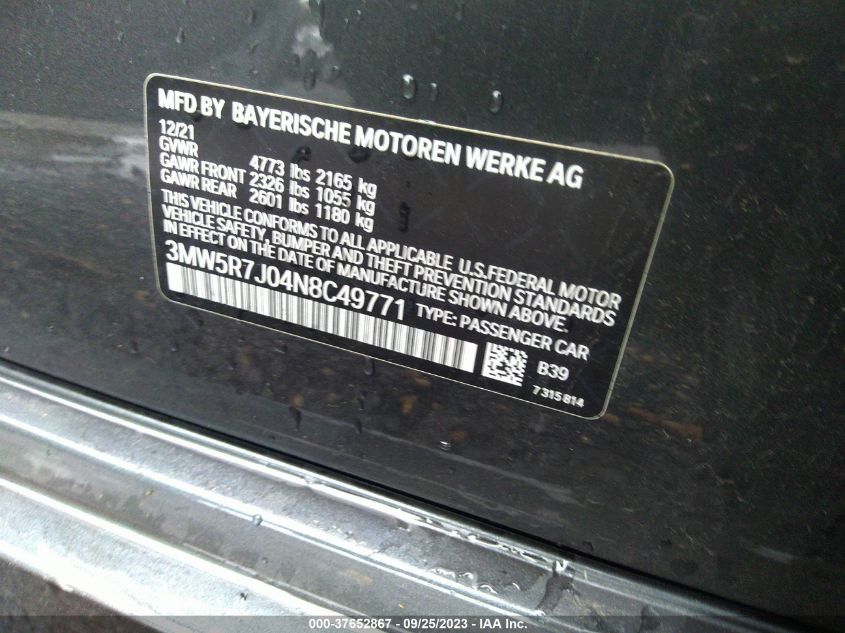 MFD BY BAYERISCHE MOTOREN WERKE AG
12/21
GVWR 4773 lbs 2165 kg
GAWR FRONT 2326 lbs 1055 kg
GAWR REAR 2601 lbs 1180 kg
THIS VEHICLE CONFORMS TO ALL APPLICABLE U.S.FEDERAL MOTOR
VEHICLE SAFETY, BUMPER AND THEFT PREVENTION STANDARDS
IN EFFECT ON THE DATE OF MANUFACTURE SHOWN ABOVE.
3MW5R7J04N8C49771 TYPE: PASSENGER CAR
B39
7315814
000-37652867 - 09/25/2023 - IAA Inc.